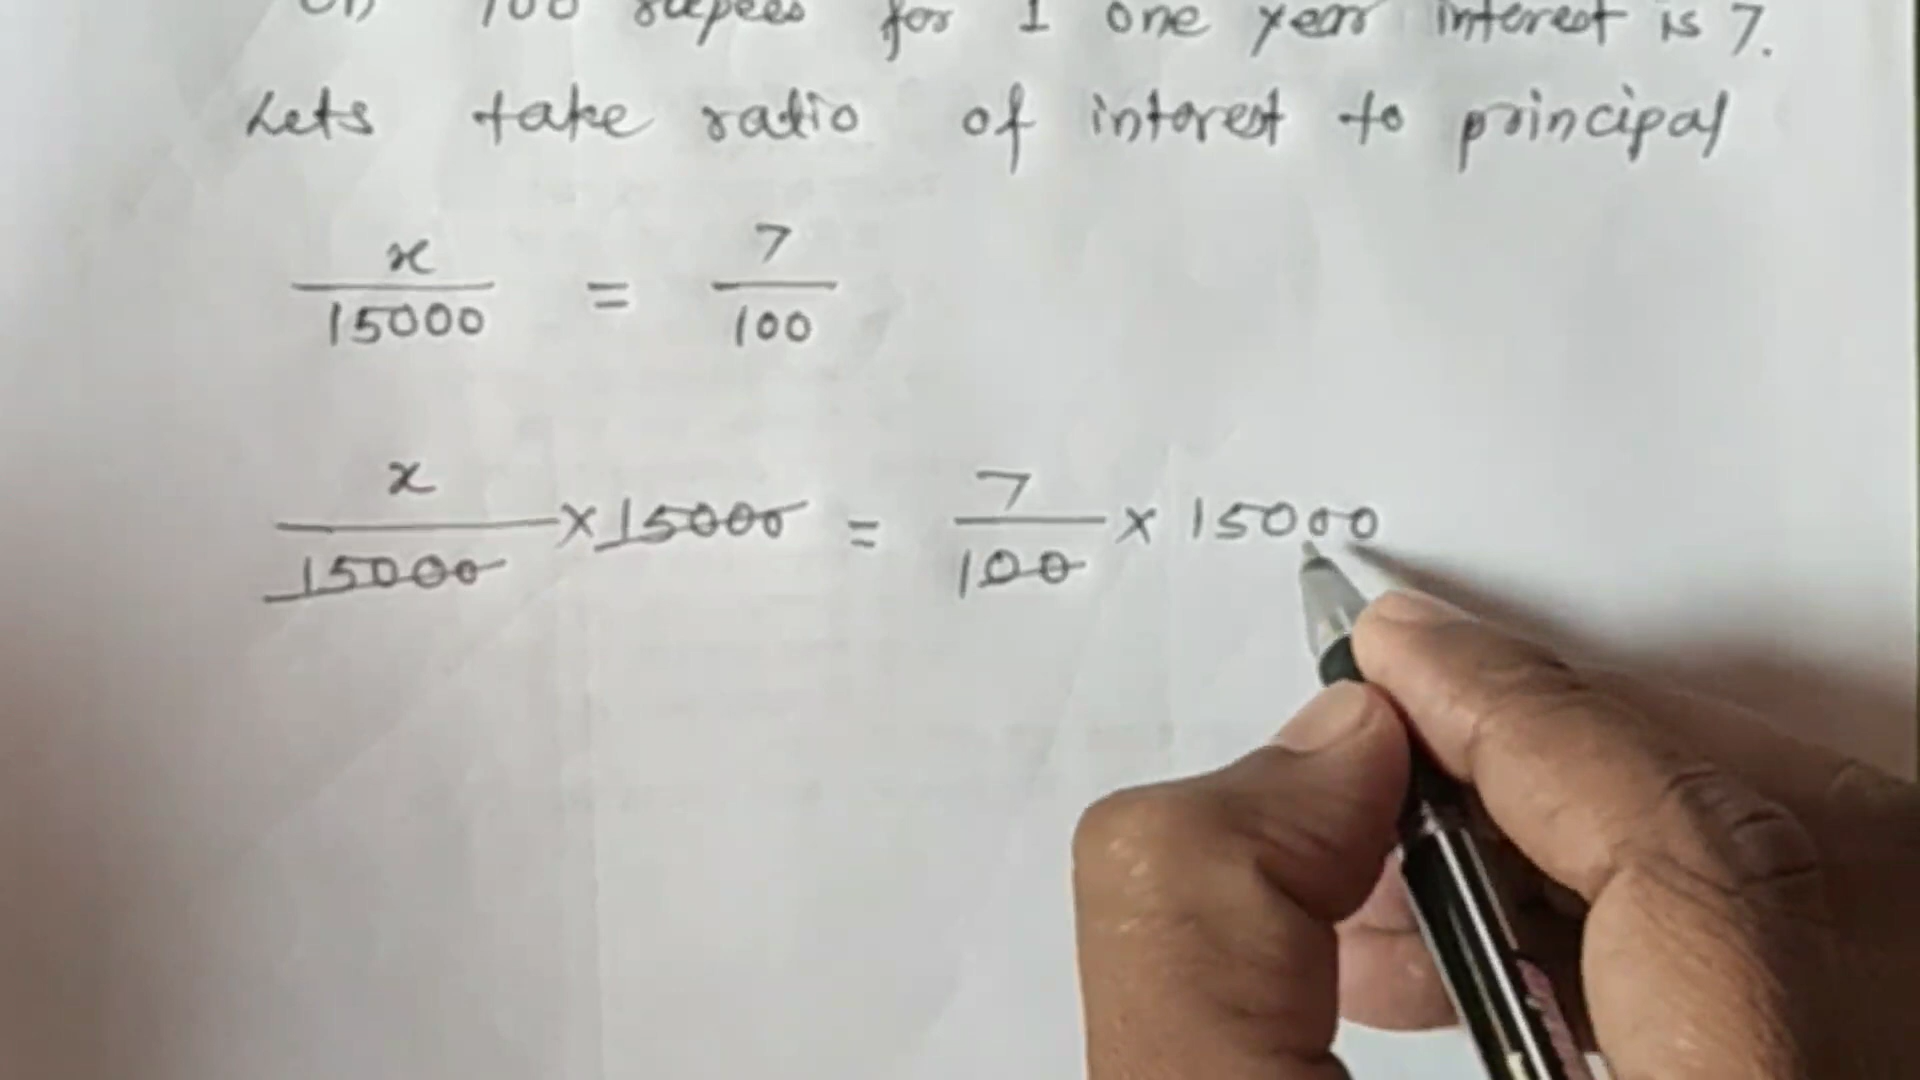 On 100 rupees for 1 one year interest is 7.
Lets take ratio of interest to principal
x/15000 = 7/100
x/15000 × 15000 = 7/100 × 15000